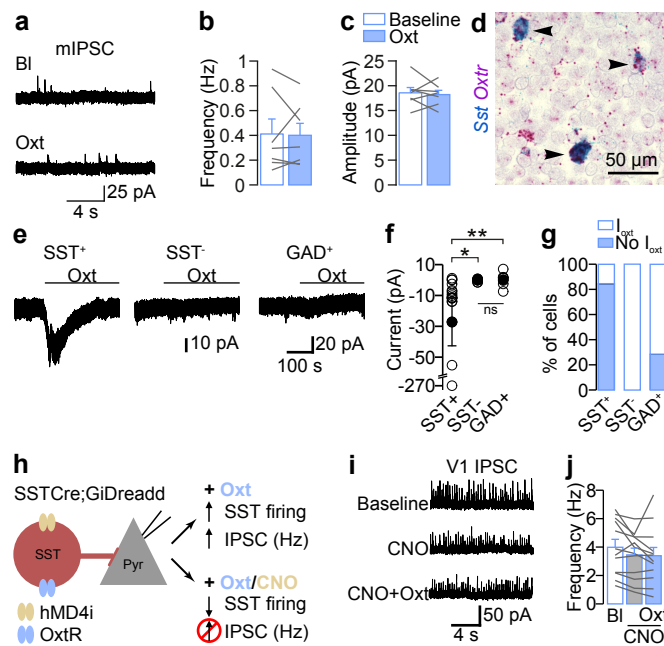 a
mIPSC
Bl
Oxt
25 pA
4 s
b
Frequency (Hz)
1
0.8
0.6
0.4
0.2
0
c
Baseline
Oxt
Amplitude (pA)
25
20
15
10
5
0
d
Sst Oxtr
50 µm
e
SST+
Oxt
SST-
Oxt
GAD+
Oxt
10 pA
20 pA
100 s
f
**
*
ns
Current (pA)
10
-10
-30
-50
-270
SST+
SST-
GAD+
g
Ioxt
No Ioxt
% of cells
100
80
60
40
20
0
SST+
SST-
GAD+
h
SSTCre;GiDreadd
SST
Pyr
hMD4i
OxtR
+ Oxt
SST firing
IPSC (Hz)
+ Oxt/CNO
SST firing
IPSC (Hz)
i
V1 IPSC
Baseline
CNO
CNO+Oxt
50 pA
4 s
j
Frequency (Hz)
8
6
4
2
0
Bl
Oxt
CNO